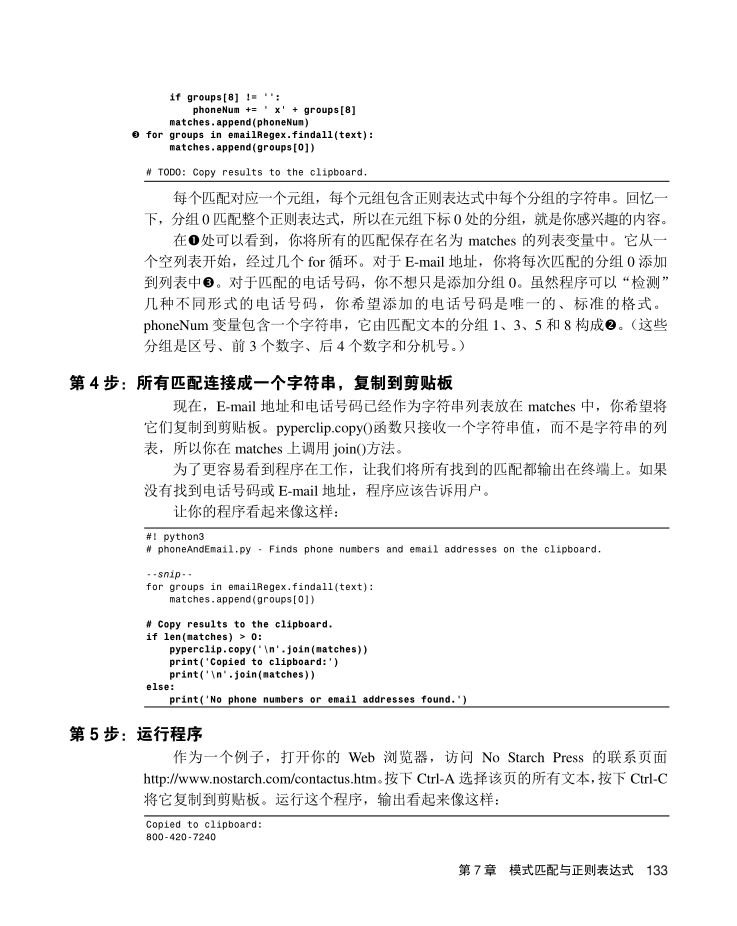 if groups[8] != '':
phoneNum += ' x' + groups[8]
matches.append(phoneNum)
❸ for groups in emailRegex.findall(text):
matches.append(groups[0])
# TODO: Copy results to the clipboard.
每个匹配对应一个元组，每个元组包含正则表达式中每个分组的字符串。回忆一
下，分组 0 匹配整个正则表达式，所以在元组下标 0 处的分组，就是你感兴趣的内容。
在❶处可以看到，你将所有的匹配保存在名为 matches 的列表变量中。它从一
个空列表开始，经过几个 for 循环。对于 E-mail 地址，你将每次匹配的分组 0 添加
到列表中❸。对于匹配的电话号码，你不想只是添加分组 0。虽然程序可以“检测”
几种不同形式的电话号码，你希望添加的电话号码是唯一的、标准的格式。
phoneNum 变量包含一个字符串，它由匹配文本的分组 1、3、5 和 8 构成❷。（这些
分组是区号、前 3 个数字、后 4 个数字和分机号。）
第 4 步：所有匹配连接成一个字符串，复制到剪贴板
现在，E-mail 地址和电话号码已经作为字符串列表放在 matches 中，你希望将
它们复制到剪贴板。pyperclip.copy()函数只接收一个字符串值，而不是字符串的列
表，所以你在 matches 上调用 join()方法。
为了更容易看到程序在工作，让我们将所有找到的匹配都输出在终端上。如果
没有找到电话号码或 E-mail 地址，程序应该告诉用户。
让你的程序看起来像这样：
#! python3
# phoneAndEmail.py - Finds phone numbers and email addresses on the clipboard.
--snip--
for groups in emailRegex.findall(text):
matches.append(groups[0])
# Copy results to the clipboard.
if len(matches) > 0:
pyperclip.copy('\n'.join(matches))
print('Copied to clipboard:')
print('\n'.join(matches))
else:
print('No phone numbers or email addresses found.')
第 5 步：运行程序
作为一个例子，打开你的 Web 浏览器，访问 No Starch Press 的联系页面
http://www.nostarch.com/contactus.htm。按下 Ctrl-A 选择该页的所有文本，按下 Ctrl-C
将它复制到剪贴板。运行这个程序，输出看起来像这样：
Copied to clipboard:
800-420-7240
第 7 章 模式匹配与正则表达式 133